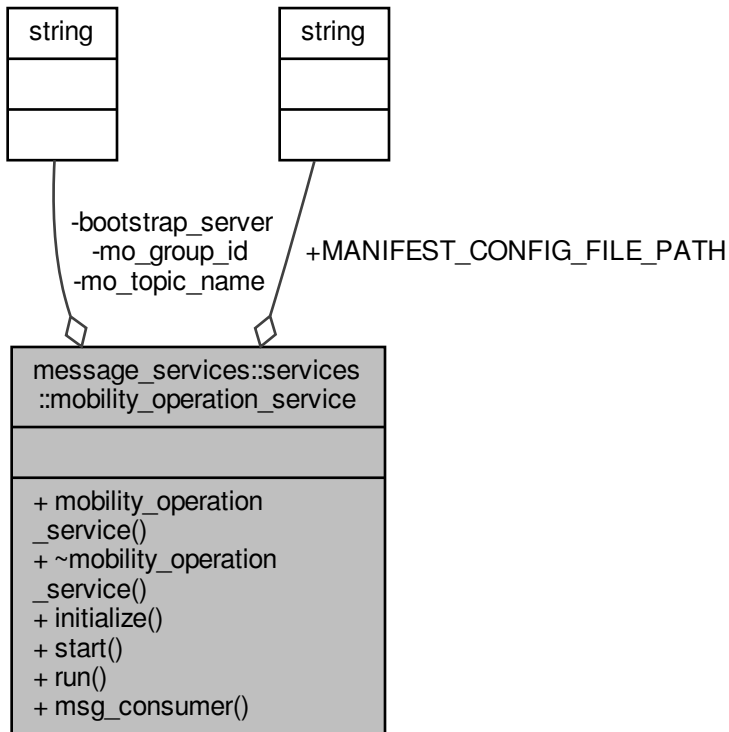 string
string
-bootstrap_server
-mo_group_id
-mo_topic_name
+MANIFEST_CONFIG_FILE_PATH
message_services::services
::mobility_operation_service
+ mobility_operation
_service()
+ ~mobility_operation
_service()
+ initialize()
+ start()
+ run()
+ msg_consumer()